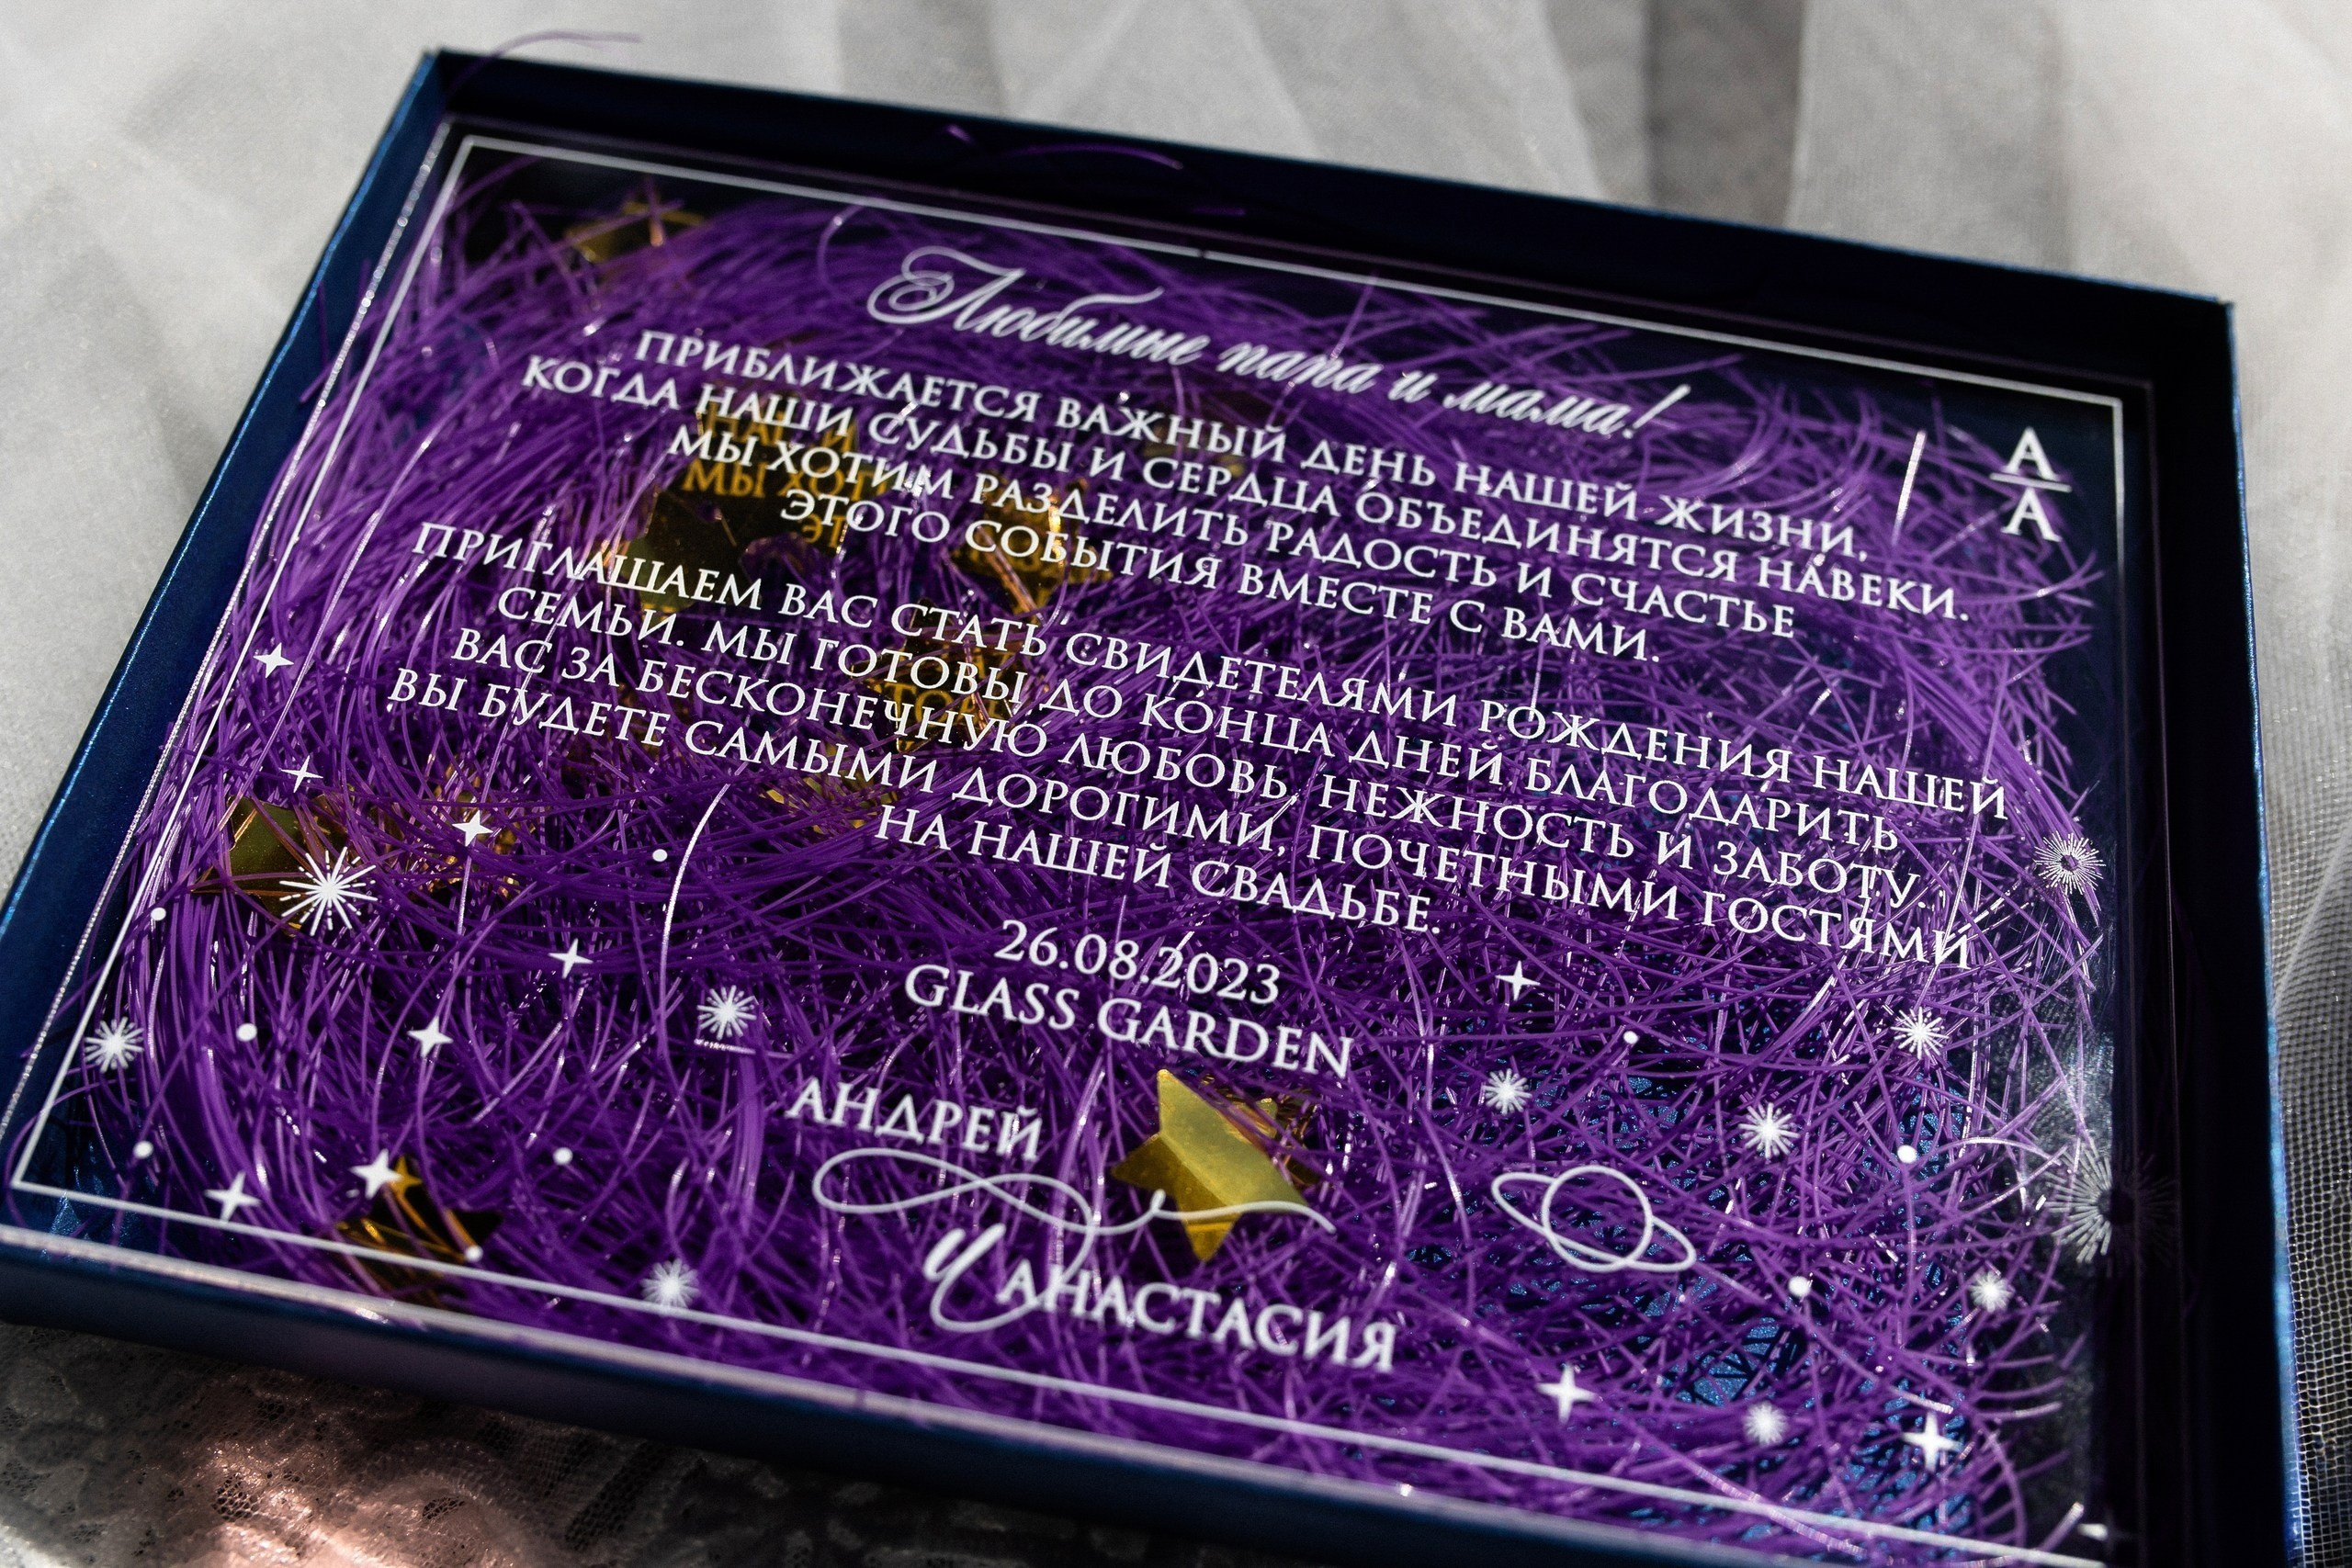 Любимые папа и мама!
ПРИБЛИЖАЕТСЯ ВАЖНЫЙ ДЕНЬ НАШЕЙ ЖИЗНИ,
КОГДА НАШИ СУДЬБЫ И СЕРДЦА ОБЪЕДИНЯТСЯ НАВЕКИ.
МЫ ХОТИМ РАЗДЕЛИТЬ РАДОСТЬ И СЧАСТЬЕ
ЭТОГО СОБЫТИЯ ВМЕСТЕ С ВАМИ.
ПРИГЛАШАЕМ ВАС СТАТЬ СВИДЕТЕЛЯМИ РОЖДЕНИЯ НАШЕЙ
СЕМЬИ. МЫ ГОТОВЫ ДО КОНЦА ДНЕЙ БЛАГОДАРИТЬ
ВАС ЗА БЕСКОНЕЧНУЮ ЛЮБОВЬ, НЕЖНОСТЬ И ЗАБОТУ.
ВЫ БУДЕТЕ САМЫМИ ДОРОГИМИ, ПОЧЕТНЫМИ ГОСТЯМИ
НА НАШЕЙ СВАДЬБЕ.
26.08.2023
GLASS GARDEN
АНДРЕЙ
И АНАСТАСИЯ
А
А